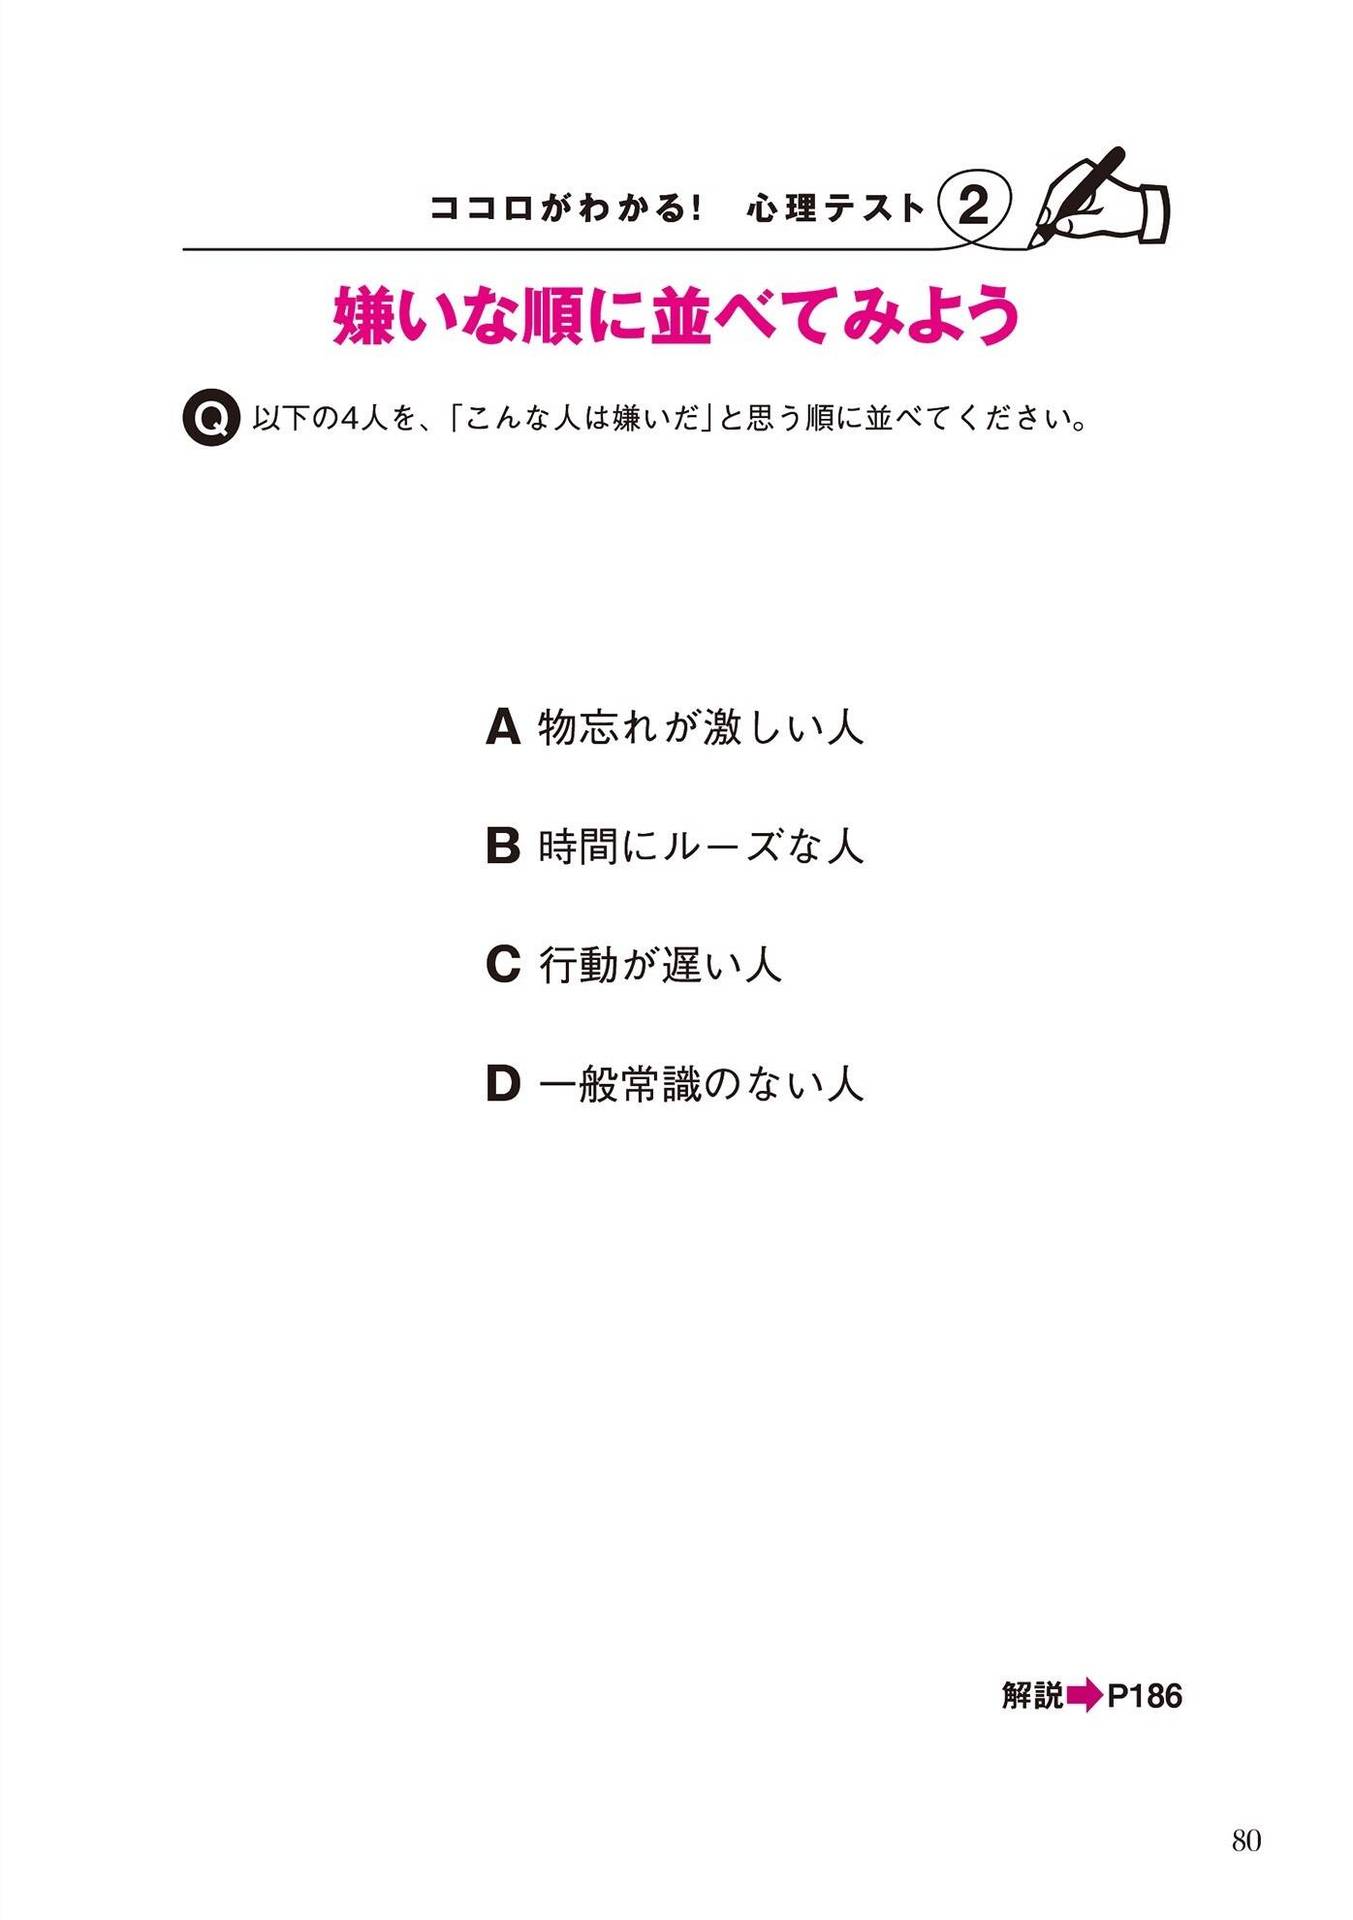 ココロがわかる！　心理テスト 2
嫌いな順に並べてみよう
Q 以下の4人を、「こんな人は嫌いだ」と思う順に並べてください。
A 物忘れが激しい人
B 時間にルーズな人
C 行動が遅い人
D 一般常識のない人
解説➡P186
80